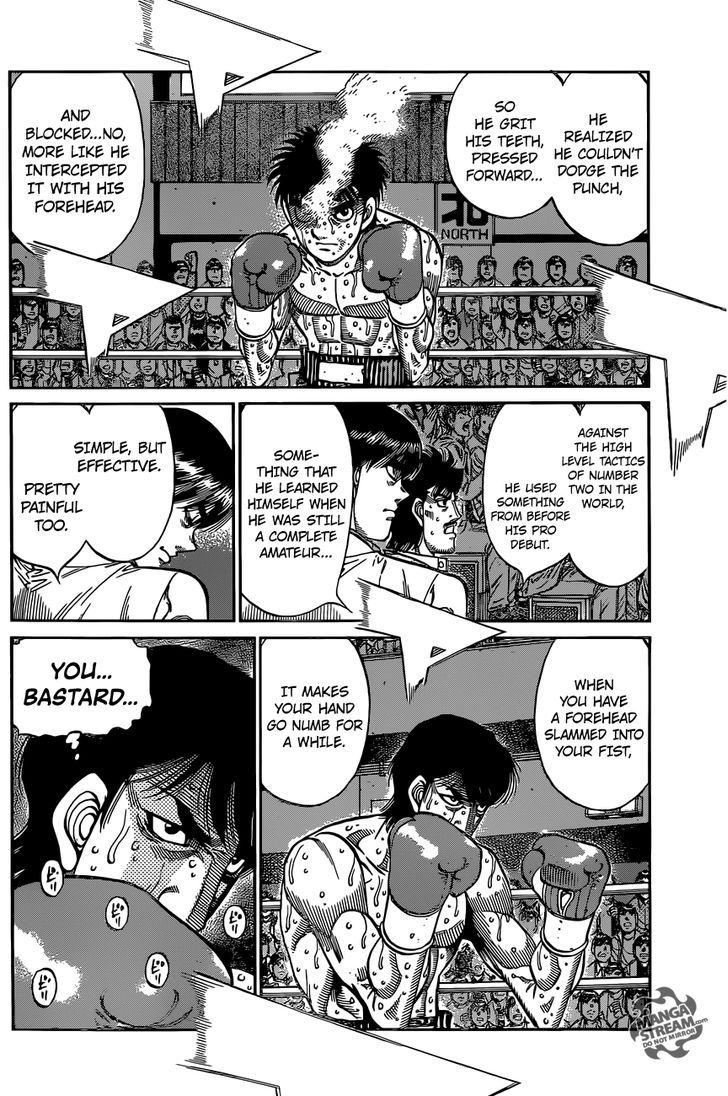 HE
REALIZED
HE COULDN'T
DODGE THE
PUNCH,
SO
HE GRIT
HIS TEETH,
PRESSED
FORWARD...
AND
BLOCKED...NO,
MORE LIKE HE
INTERCEPTED
IT WITH HIS
FOREHEAD.
北
NORTH
AGAINST
THE HIGH
LEVEL TACTICS
OF NUMBER
TWO IN THE
WORLD,
HE USED
SOMETHING
FROM BEFORE
HIS PRO
DEBUT.
SOME-
THING THAT
HE LEARNED
HIMSELF WHEN
HE WAS STILL
A COMPLETE
AMATEUR...
SIMPLE, BUT
EFFECTIVE.
PRETTY
PAINFUL
TOO.
WHEN
YOU HAVE
A FOREHEAD
SLAMMED INTO
YOUR FIST,
IT MAKES
YOUR HAND
GO NUMB FOR
A WHILE.
YOU...
BASTARD...
MANGA
STREAM.com
DO NOT MIRROR